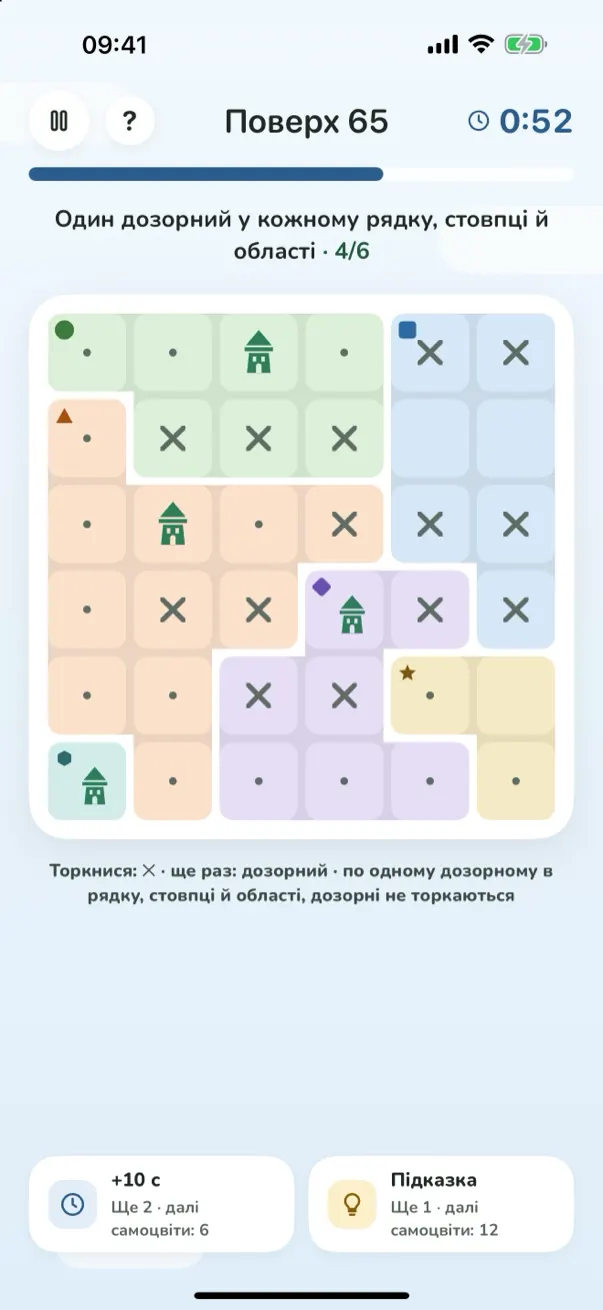 09:41
?
Поверх 65
0:52
Один дозорний у кожному рядку, стовпці й
області · 4/6
Торкнися: × · ще раз: дозорний · по одному дозорному в
рядку, стовпці й області, дозорні не торкаються
+10 с
Ще 2 · далі
самоцвіти: 6
Підказка
Ще 1 · далі
самоцвіти: 12